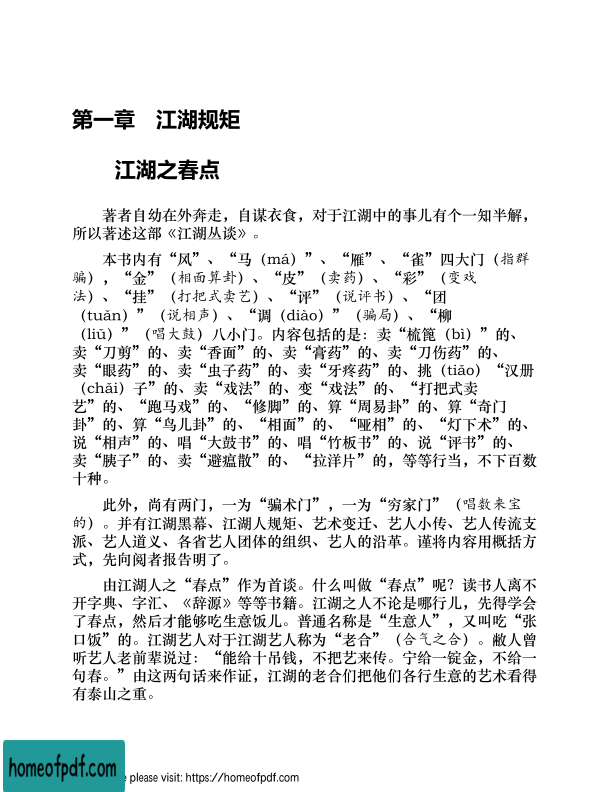 第一章　江湖规矩
江湖之春点
著者自幼在外奔走，自谋衣食，对于江湖中的事儿有个一知半解，
所以著述这部《江湖丛谈》。
本书内有“风”、“马（má）”、“雁”、“雀”四大门（指群
骗），“金”（相面算卦）、“皮”（卖药）、“彩”（变戏
法）、“挂”（打把式卖艺）、“评”（说评书）、“团
（tuǎn）”（说相声）、“调（diào）”（骗局）、“柳
（liū）”（唱大鼓）八小门。内容包括的是：卖“梳篦（bì）”的、
卖“刀剪”的、卖“香面”的、卖“膏药”的、卖“刀伤药”的、
卖“眼药”的、卖“虫子药”的、卖“牙疼药”的、挑（tiāo）“汉册
（chǎi）子”的、卖“戏法”的、变“戏法”的、“打把式卖
艺”的、“跑马戏”的、“修脚”的、算“周易卦”的、算“奇门
卦”的、算“鸟儿卦”的、“相面”的、“哑相”的、“灯下术”的、
说“相声”的、唱“大鼓书”的、唱“竹板书”的、说“评书”的、
卖“胰子”的、卖“避瘟散”的、“拉洋片”的，等等行当，不下百数
十种。
此外，尚有两门，一为“骗术门”，一为“穷家门”（唱数来宝
的）。并有江湖黑幕、江湖人规矩、艺术变迁、艺人小传、艺人传流支
派、艺人道义、各省艺人团体的组织、艺人的沿革。谨将内容用概括方
式，先向阅者报告明了。
由江湖人之“春点”作为首谈。什么叫做“春点”呢？读书人离不
开字典、字汇、《辞源》等等书籍。江湖之人不论是哪行儿，先得学会
了春点，然后才能够吃生意饭儿。普通名称是“生意人”，又叫吃“张
口饭”的。江湖艺人对于江湖艺人称为“老合”（合气之合）。敝人曾
听艺人老前辈说过：“能给十吊钱，不把艺来传。宁给一锭金，不给一
句春。”由这两句话来作证，江湖的老合们把他们各行生意的艺术看得
有泰山之重。
homeofpdf.com
e please visit: https://homeofpdf.com